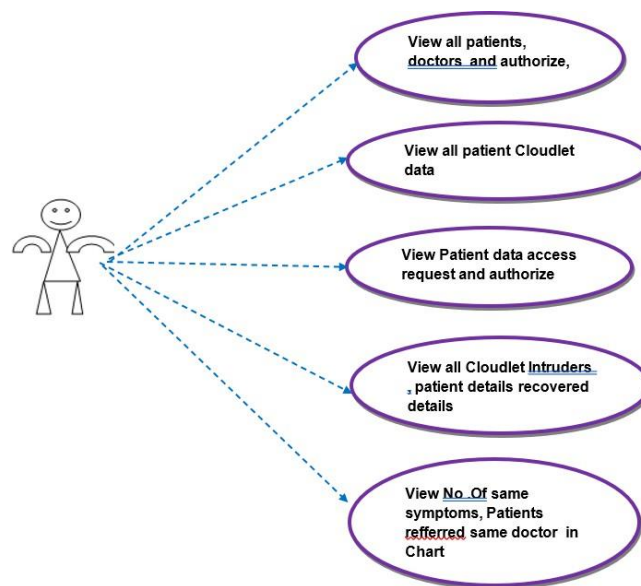 View all patients,
doctors and authorize,
View all patient Cloudlet
data
View Patient data access
request and authorize
View all Cloudlet Intruders
, patient details recovered
details
View No .Of same
symptoms, Patients
refferred same doctor in
Chart